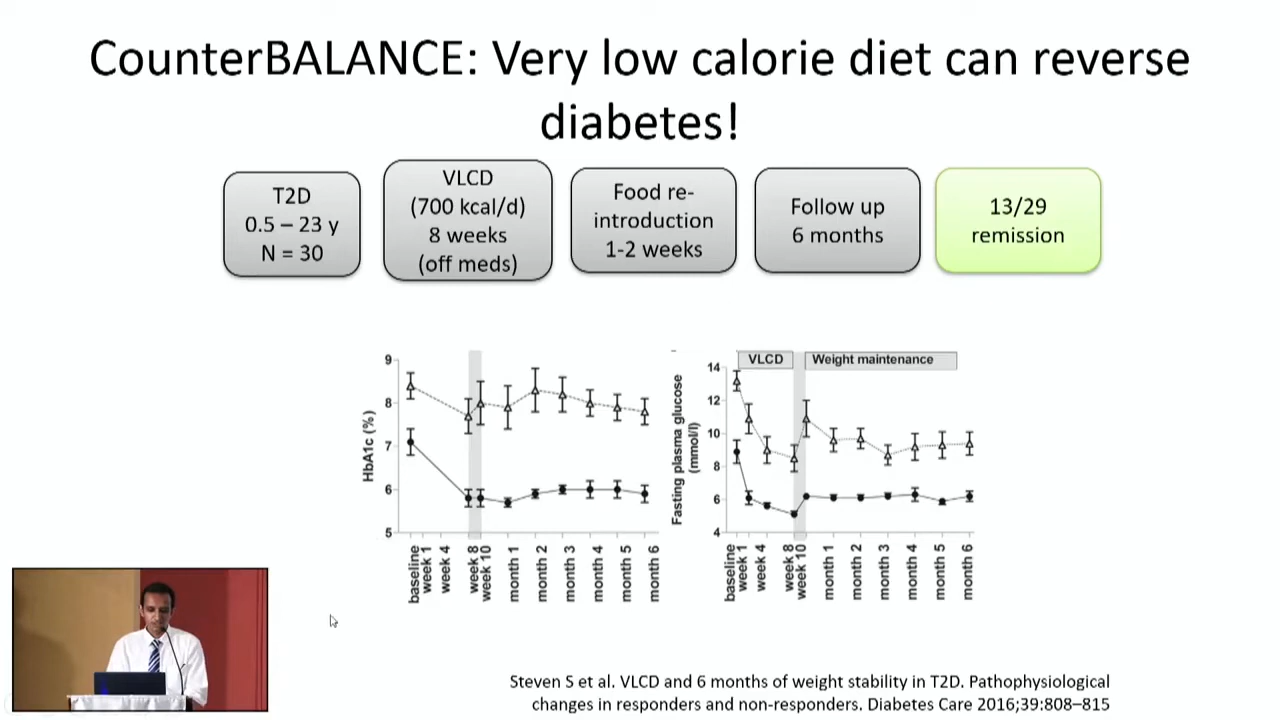 CounterBALANCE: Very low calorie diet can reverse
diabetes!
T2D
0.5 – 23 y
N = 30
VLCD
(700 kcal/d)
8 weeks
(off meds)
Food re-
introduction
1-2 weeks
Follow up
6 months
13/29
remission
HbA1c (%)
9
8
7
6
5
baseline
week 1
week 4
week 8
week 10
month 1
month 2
month 3
month 4
month 5
month 6
VLCD
Weight maintenance
Fasting plasma glucose
(mmol/l)
14
12
10
8
6
4
baseline
week 1
week 4
week 8
week 10
month 1
month 2
month 3
month 4
month 5
month 6
Steven S et al. VLCD and 6 months of weight stability in T2D. Pathophysiological
changes in responders and non-responders. Diabetes Care 2016;39:808–815